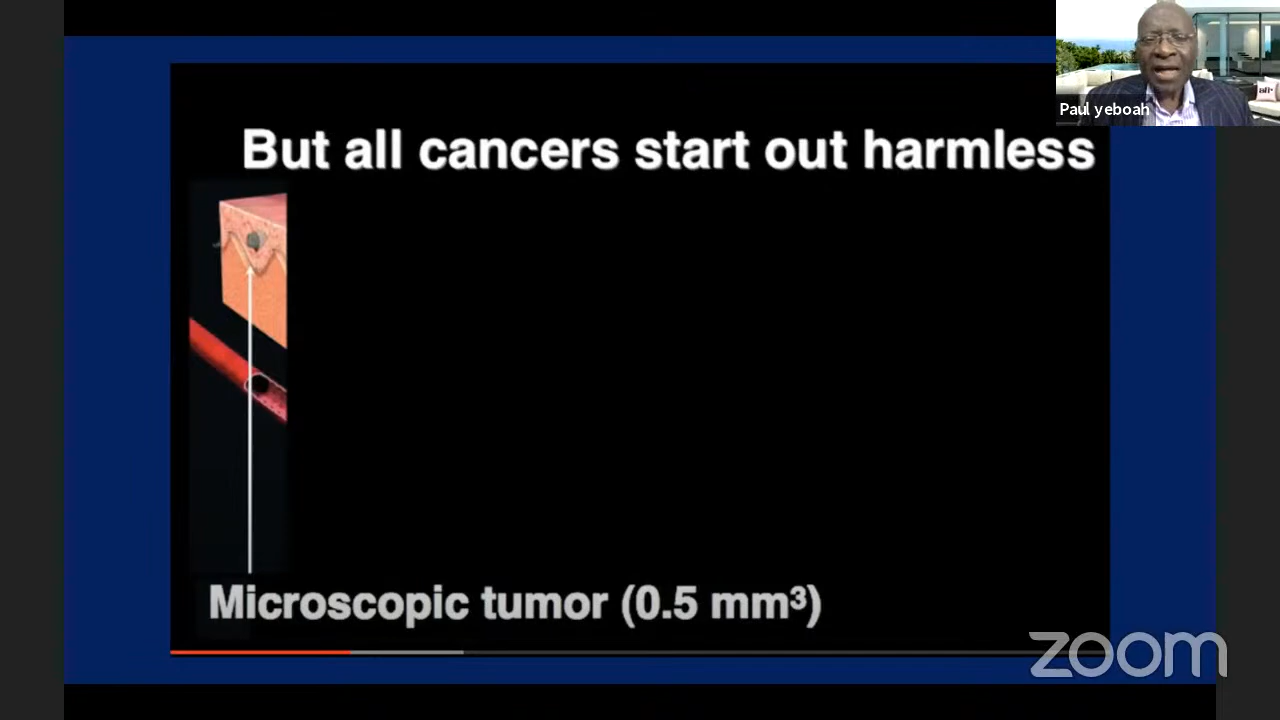 Paul yeboah
But all cancers start out harmless
Microscopic tumor (0.5 mm³)
zoom